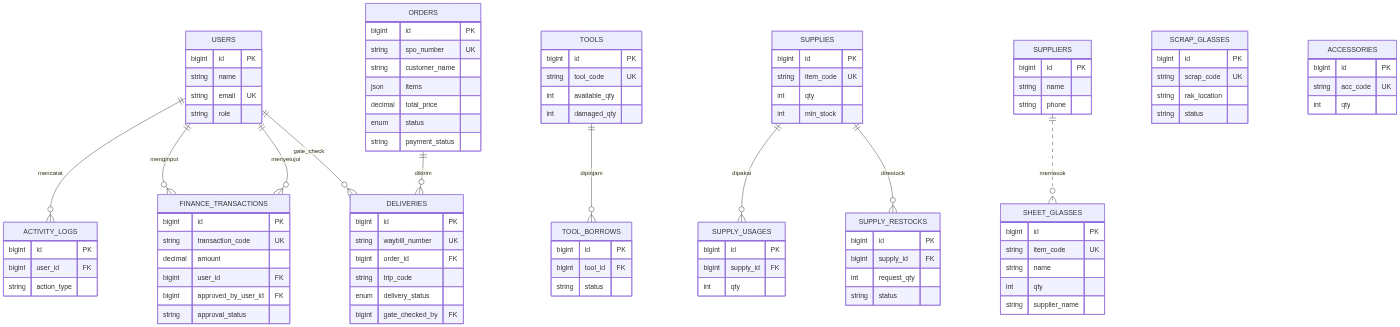 USERS
bigint id PK
string name
string email UK
string role
ORDERS
bigint id PK
string spo_number UK
string customer_name
json items
decimal total_price
enum status
string payment_status
TOOLS
bigint id PK
string tool_code UK
int available_qty
int damaged_qty
SUPPLIES
bigint id PK
string item_code UK
int qty
int min_stock
SUPPLIERS
bigint id PK
string name
string phone
SCRAP_GLASSES
bigint id PK
string scrap_code UK
string rak_location
string status
ACCESSORIES
bigint id PK
string acc_code UK
int qty
mencatat
menginput
menyetujui
gate_check
dikirim
dipinjam
dipakai
direstock
memasok
ACTIVITY_LOGS
bigint id PK
bigint user_id FK
string action_type
FINANCE_TRANSACTIONS
bigint id PK
string transaction_code UK
decimal amount
bigint user_id FK
bigint approved_by_user_id FK
string approval_status
DELIVERIES
bigint id PK
string waybill_number UK
bigint order_id FK
string trip_code
enum delivery_status
bigint gate_checked_by FK
TOOL_BORROWS
bigint id PK
bigint tool_id FK
string status
SUPPLY_USAGES
bigint id PK
bigint supply_id FK
int qty
SUPPLY_RESTOCKS
bigint id PK
bigint supply_id FK
int request_qty
string status
SHEET_GLASSES
bigint id PK
string item_code UK
string name
int qty
string supplier_name